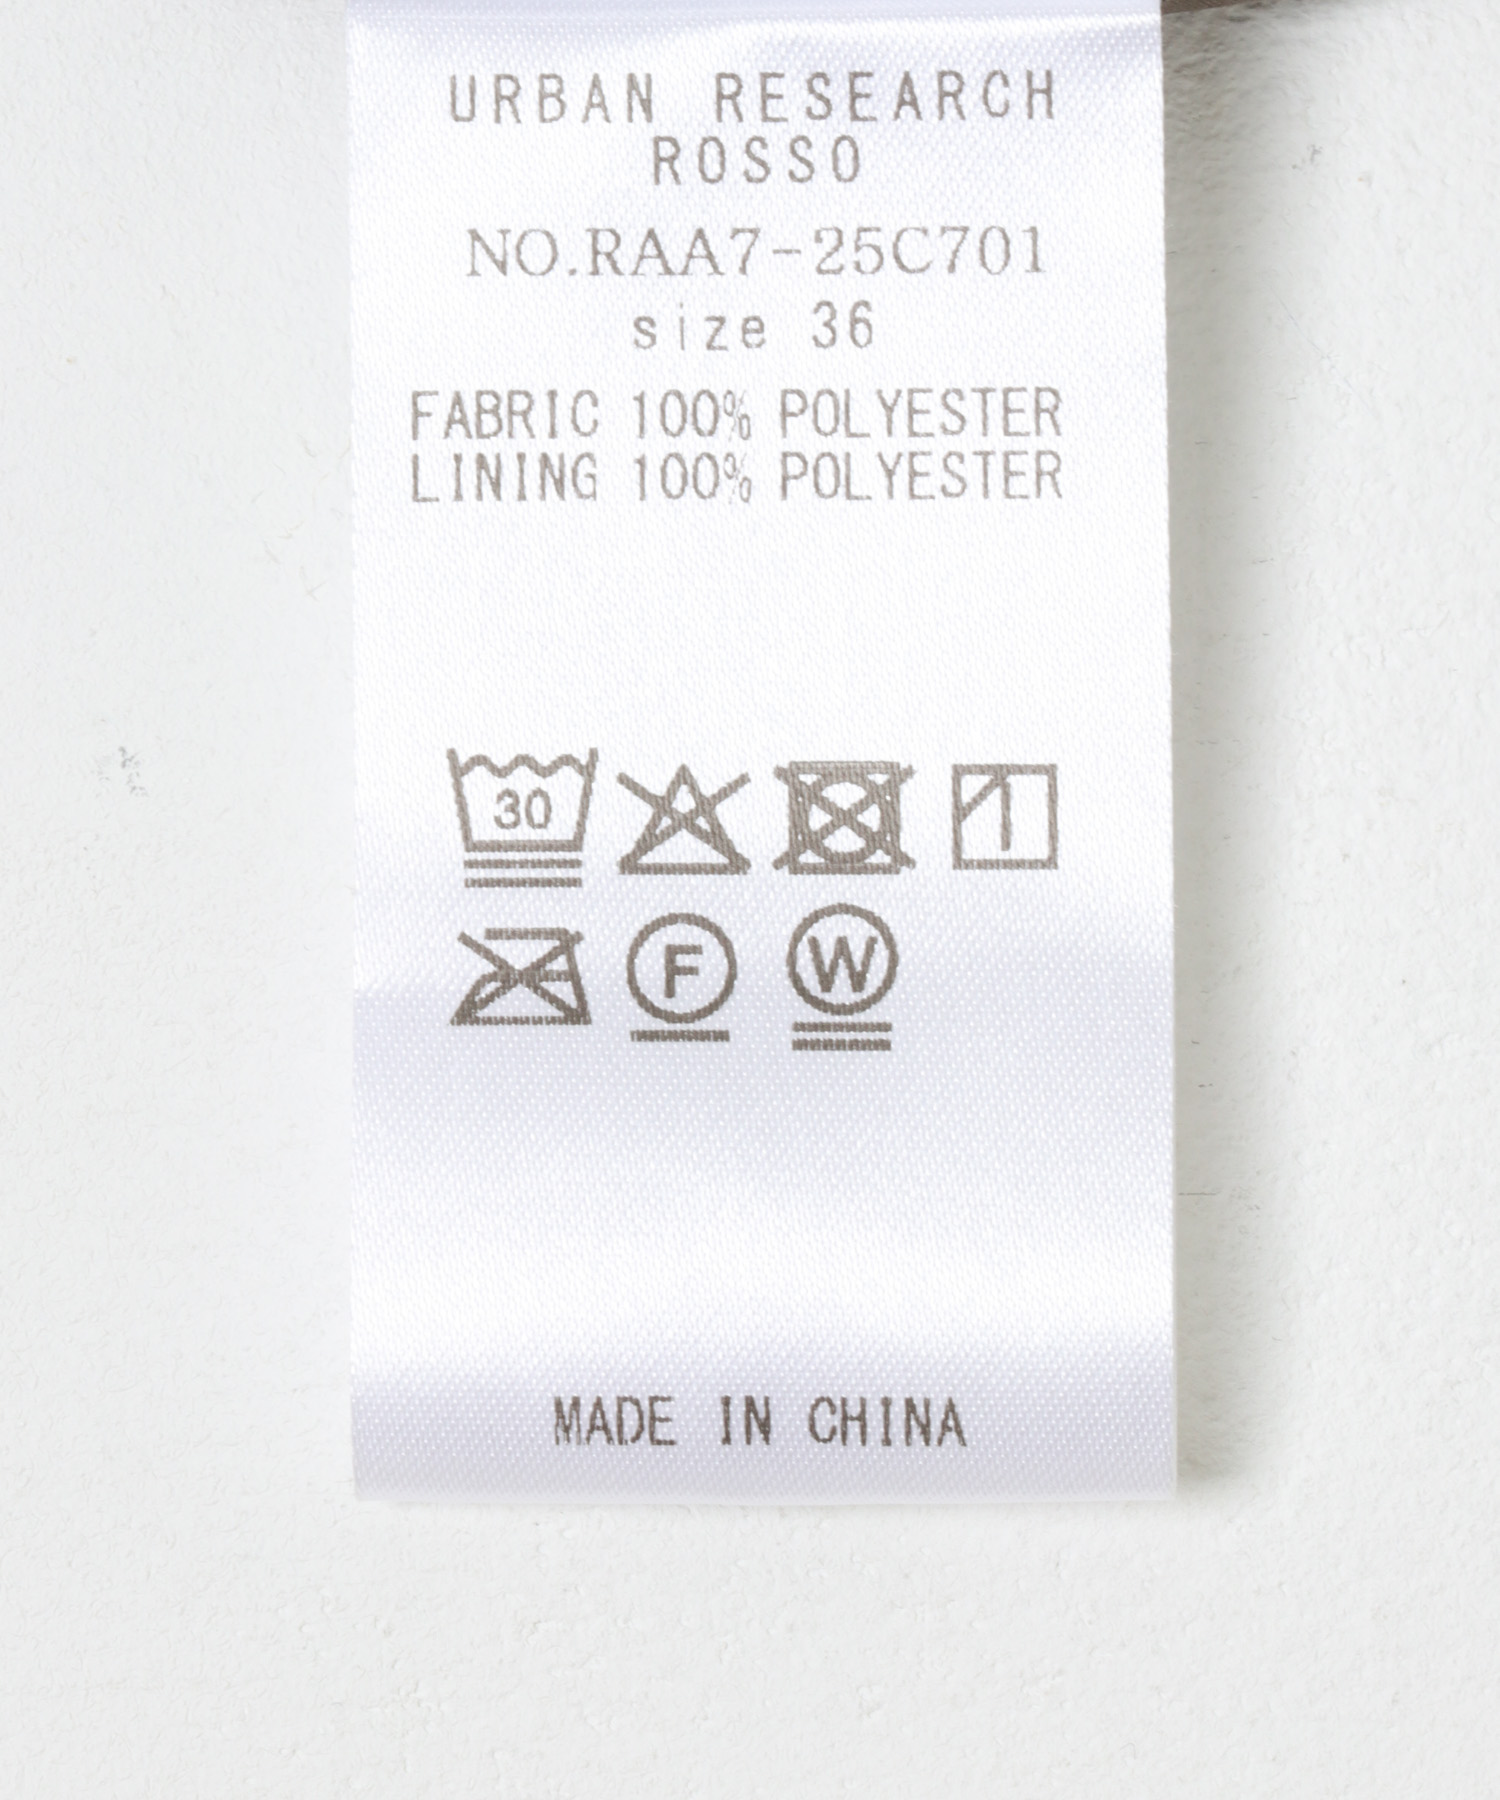 URBAN RESEARCH
ROSSO
NO.RAA7-25C701
size 36
FABRIC 100% POLYESTER
LINING 100% POLYESTER
30
F W
MADE IN CHINA